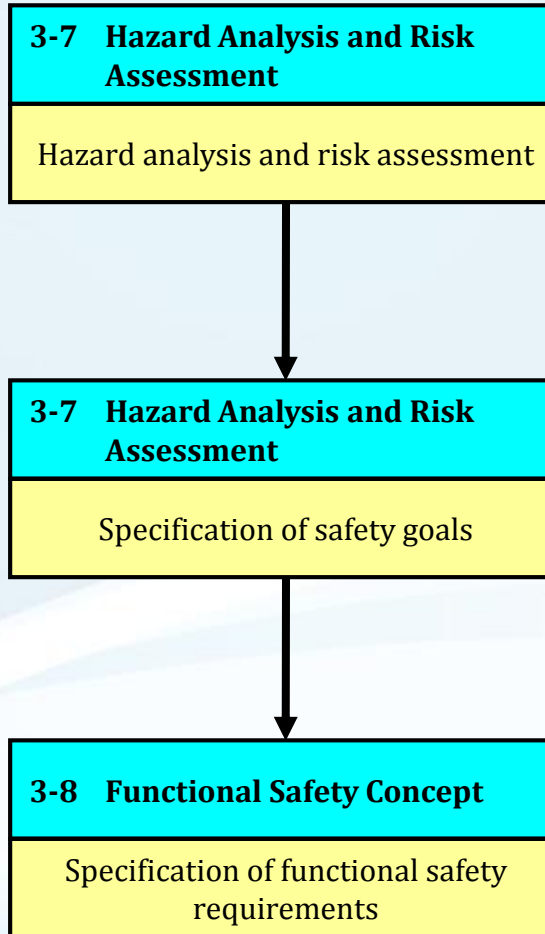 3-7 Hazard Analysis and Risk
Assessment
Hazard analysis and risk assessment
3-7 Hazard Analysis and Risk
Assessment
Specification of safety goals
3-8 Functional Safety Concept
Specification of functional safety
requirements